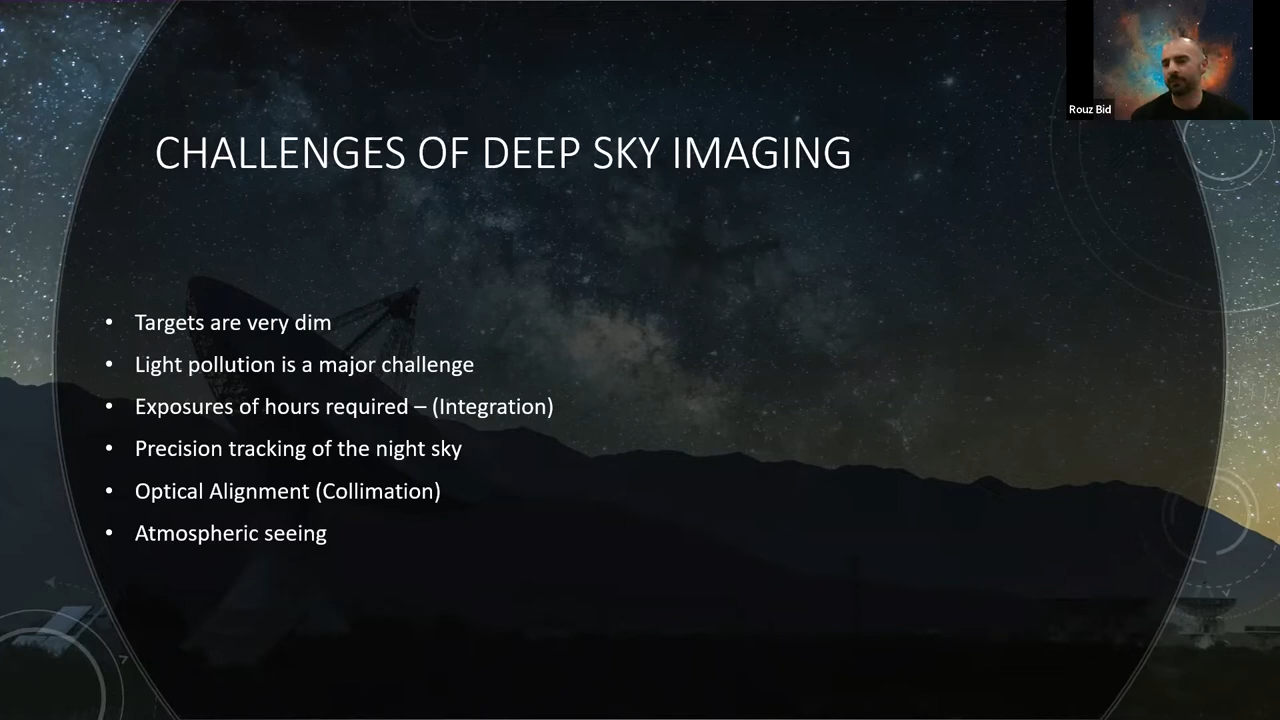 Rouz Bid
CHALLENGES OF DEEP SKY IMAGING
• Targets are very dim
• Light pollution is a major challenge
• Exposures of hours required – (Integration)
• Precision tracking of the night sky
• Optical Alignment (Collimation)
• Atmospheric seeing